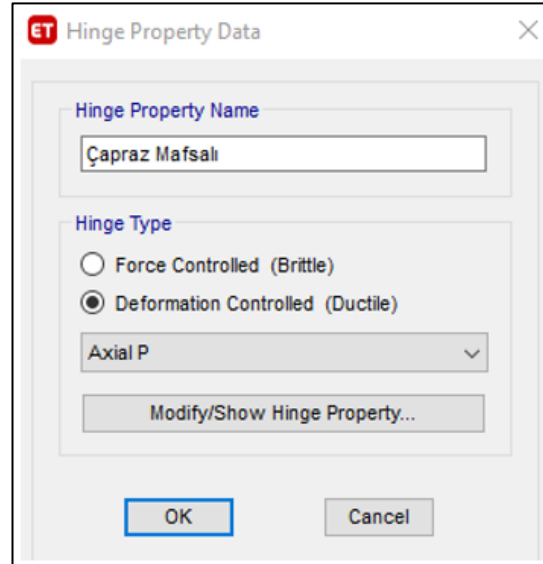 ET Hinge Property Data
Hinge Property Name
Çapraz Mafsalı
Hinge Type
Force Controlled (Brittle)
Deformation Controlled (Ductile)
Axial P
Modify/Show Hinge Property...
OK Cancel